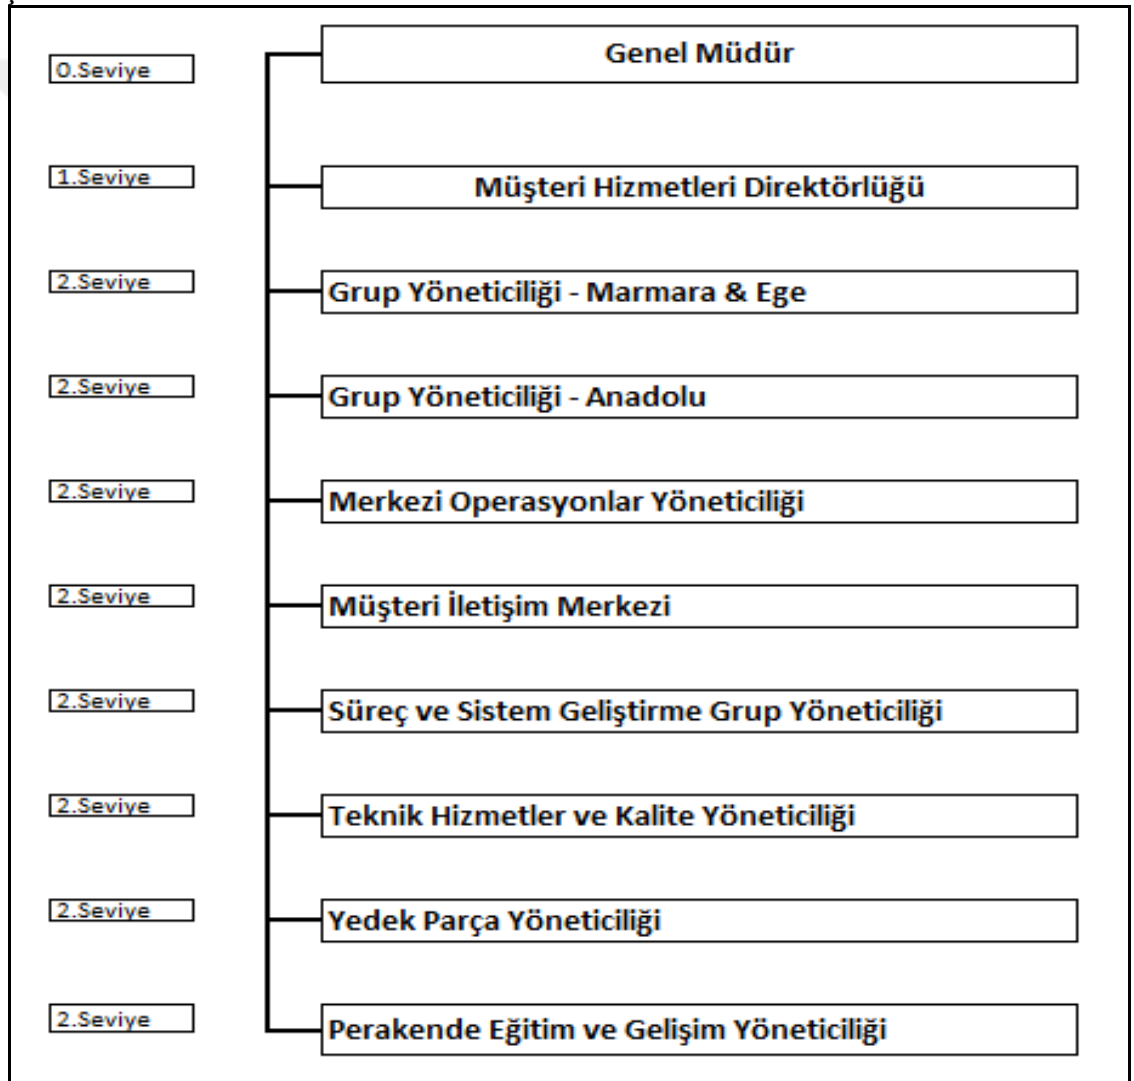 0.Seviye
Genel Müdür
1.Seviye
Müşteri Hizmetleri Direktörlüğü
2.Seviye
Grup Yöneticiliği - Marmara & Ege
2.Seviye
Grup Yöneticiliği - Anadolu
2.Seviye
Merkezi Operasyonlar Yöneticiliği
2.Seviye
Müşteri İletişim Merkezi
2.Seviye
Süreç ve Sistem Geliştirme Grup Yöneticiliği
2.Seviye
Teknik Hizmetler ve Kalite Yöneticiliği
2.Seviye
Yedek Parça Yöneticiliği
2.Seviye
Perakende Eğitim ve Gelişim Yöneticiliği